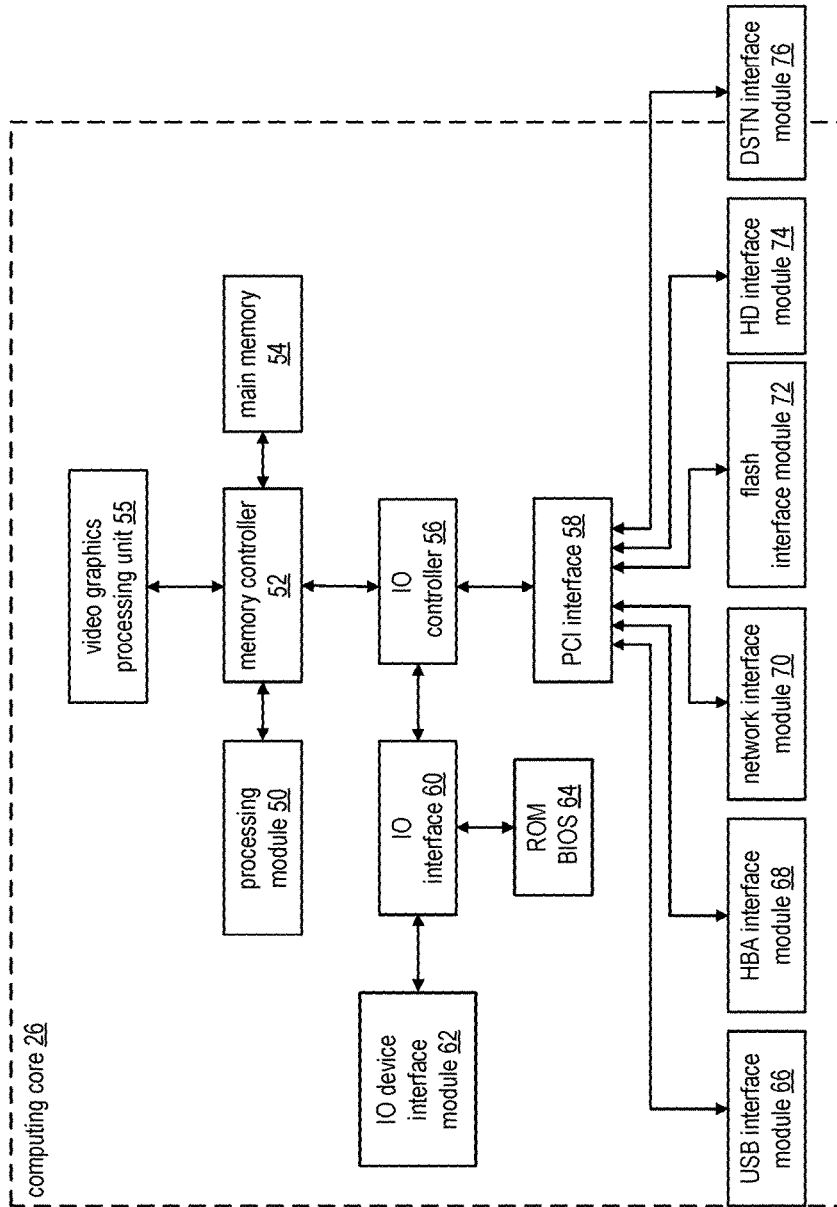 computing core 26
video graphics
processing unit 55
processing
module 50
memory controller
52
main memory
54
IO device
interface
module 62
IO
interface 60
IO
controller 56
ROM
BIOS 64
PCI interface 58
USB interface
module 66
HBA interface
module 68
network interface
module 70
flash
interface module 72
HD interface
module 74
DSTN interface
module 76